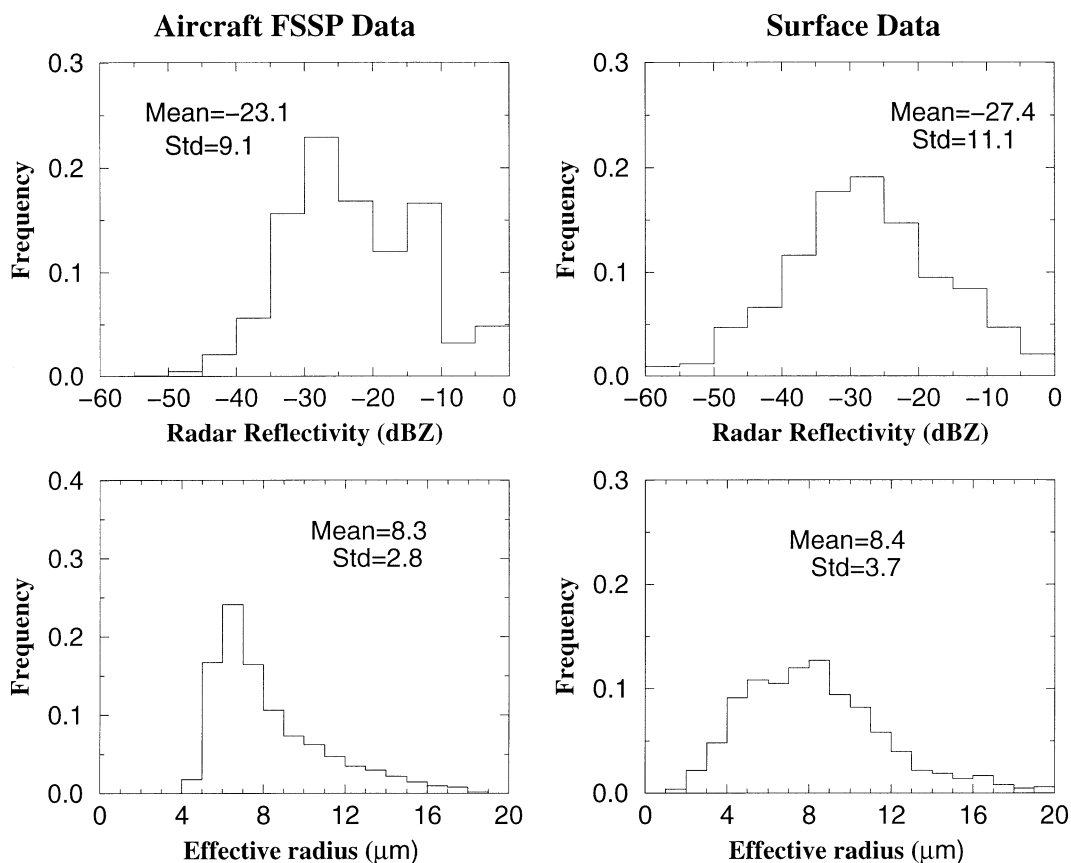 Aircraft FSSP Data
0.3
0.2
0.1
0.0
Frequency
Mean=−23.1
Std=9.1
−60 −50 −40 −30 −20 −10 0
Radar Reflectivity (dBZ)
Surface Data
0.3
0.2
0.1
0.0
Frequency
Mean=−27.4
Std=11.1
−60 −50 −40 −30 −20 −10 0
Radar Reflectivity (dBZ)
0.4
0.3
0.2
0.1
0.0
Frequency
Mean=8.3
Std=2.8
0 4 8 12 16 20
Effective radius (μm)
0.3
0.2
0.1
0.0
Frequency
Mean=8.4
Std=3.7
0 4 8 12 16 20
Effective radius (μm)